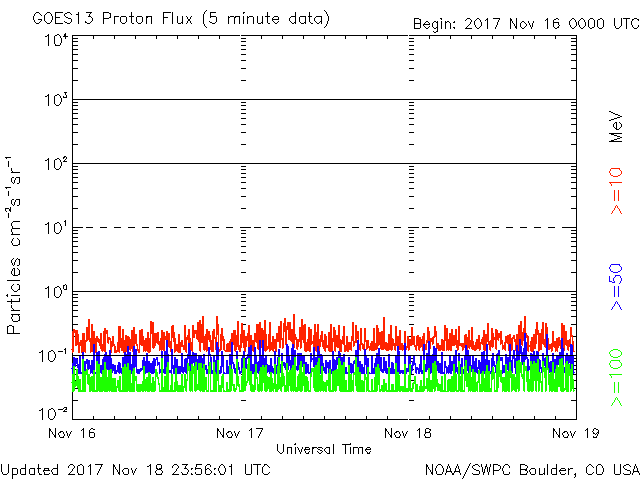 GOES13 Proton Flux (5 minute data)
Begin: 2017 Nov 16 0000 UTC
Particles cm⁻²s⁻¹sr⁻¹
10⁴
10³
10²
10¹
10⁰
10⁻¹
10⁻²
Nov 16
Nov 17
Nov 18
Nov 19
Universal Time
MeV
>=10
>=50
>=100
Updated 2017 Nov 18 23:56:01 UTC
NOAA/SWPC Boulder, CO USA